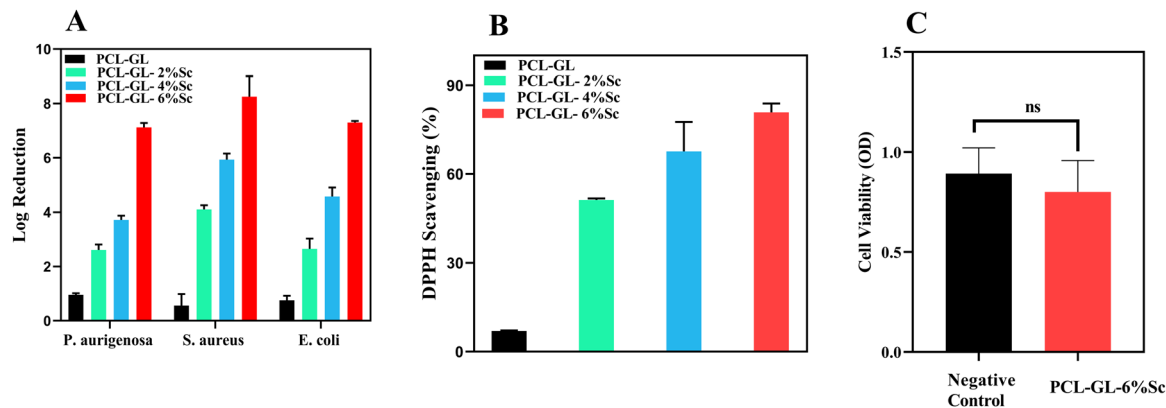 A
Log Reduction
10
8
6
4
2
0
PCL-GL
PCL-GL- 2%Sc
PCL-GL- 4%Sc
PCL-GL- 6%Sc
P. aurigenosa
S. aureus
E. coli
B
DPPH Scavenging (%)
90
60
30
0
PCL-GL
PCL-GL- 2%Sc
PCL-GL- 4%Sc
PCL-GL- 6%Sc
C
Cell Viability (OD)
1.5
1.0
0.5
0.0
ns
Negative
Control
PCL-GL-6%Sc